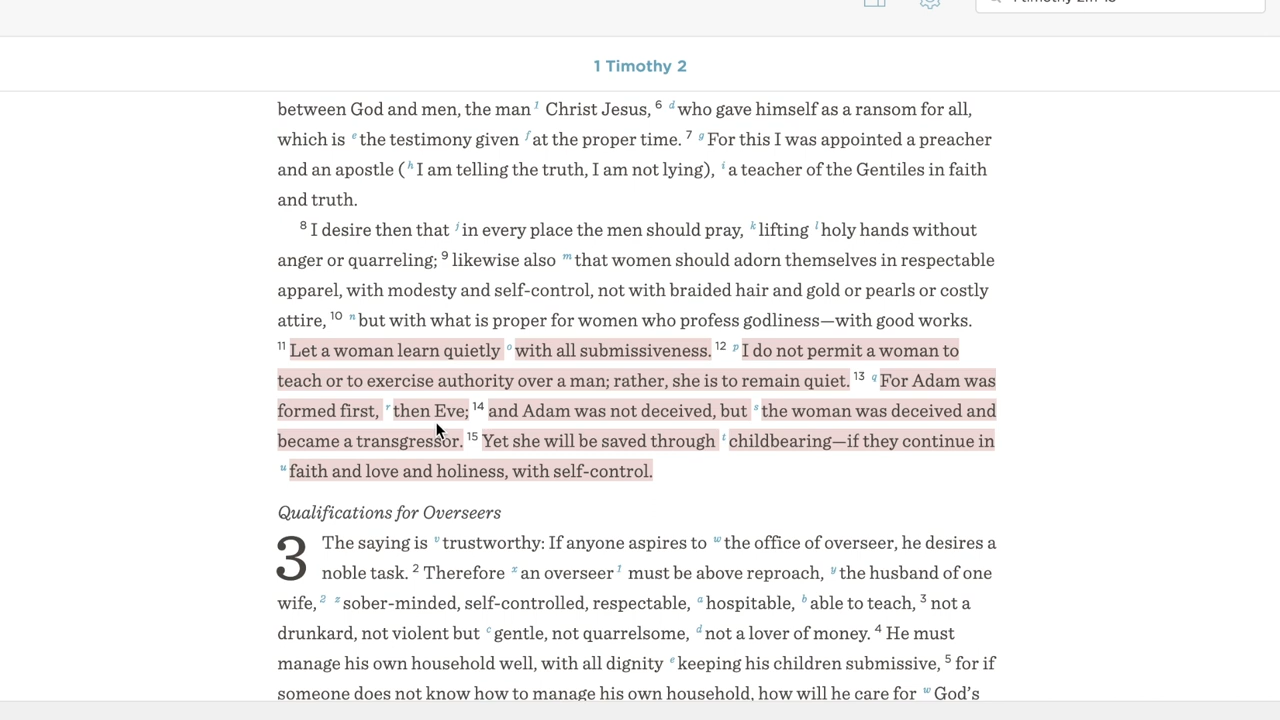 1 Timothy 2
between God and men, the man 1 Christ Jesus, 6 d who gave himself as a ransom for all,
which is e the testimony given f at the proper time. 7 g For this I was appointed a preacher
and an apostle ( h I am telling the truth, I am not lying), i a teacher of the Gentiles in faith
and truth.
8 I desire then that j in every place the men should pray, k lifting l holy hands without
anger or quarreling; 9 likewise also m that women should adorn themselves in respectable
apparel, with modesty and self-control, not with braided hair and gold or pearls or costly
attire, 10 n but with what is proper for women who profess godliness—with good works.
11 Let a woman learn quietly o with all submissiveness. 12 p I do not permit a woman to
teach or to exercise authority over a man; rather, she is to remain quiet. 13 q For Adam was
formed first, r then Eve; 14 and Adam was not deceived, but s the woman was deceived and
became a transgressor. 15 Yet she will be saved through t childbearing—if they continue in
u faith and love and holiness, with self-control.
Qualifications for Overseers
3 The saying is v trustworthy: If anyone aspires to w the office of overseer, he desires a
noble task. 2 Therefore x an overseer 1 must be above reproach, y the husband of one
wife, 2 z sober-minded, self-controlled, respectable, a hospitable, b able to teach, 3 not a
drunkard, not violent but c gentle, not quarrelsome, d not a lover of money. 4 He must
manage his own household well, with all dignity e keeping his children submissive, 5 for if
someone does not know how to manage his own household, how will he care for w God's